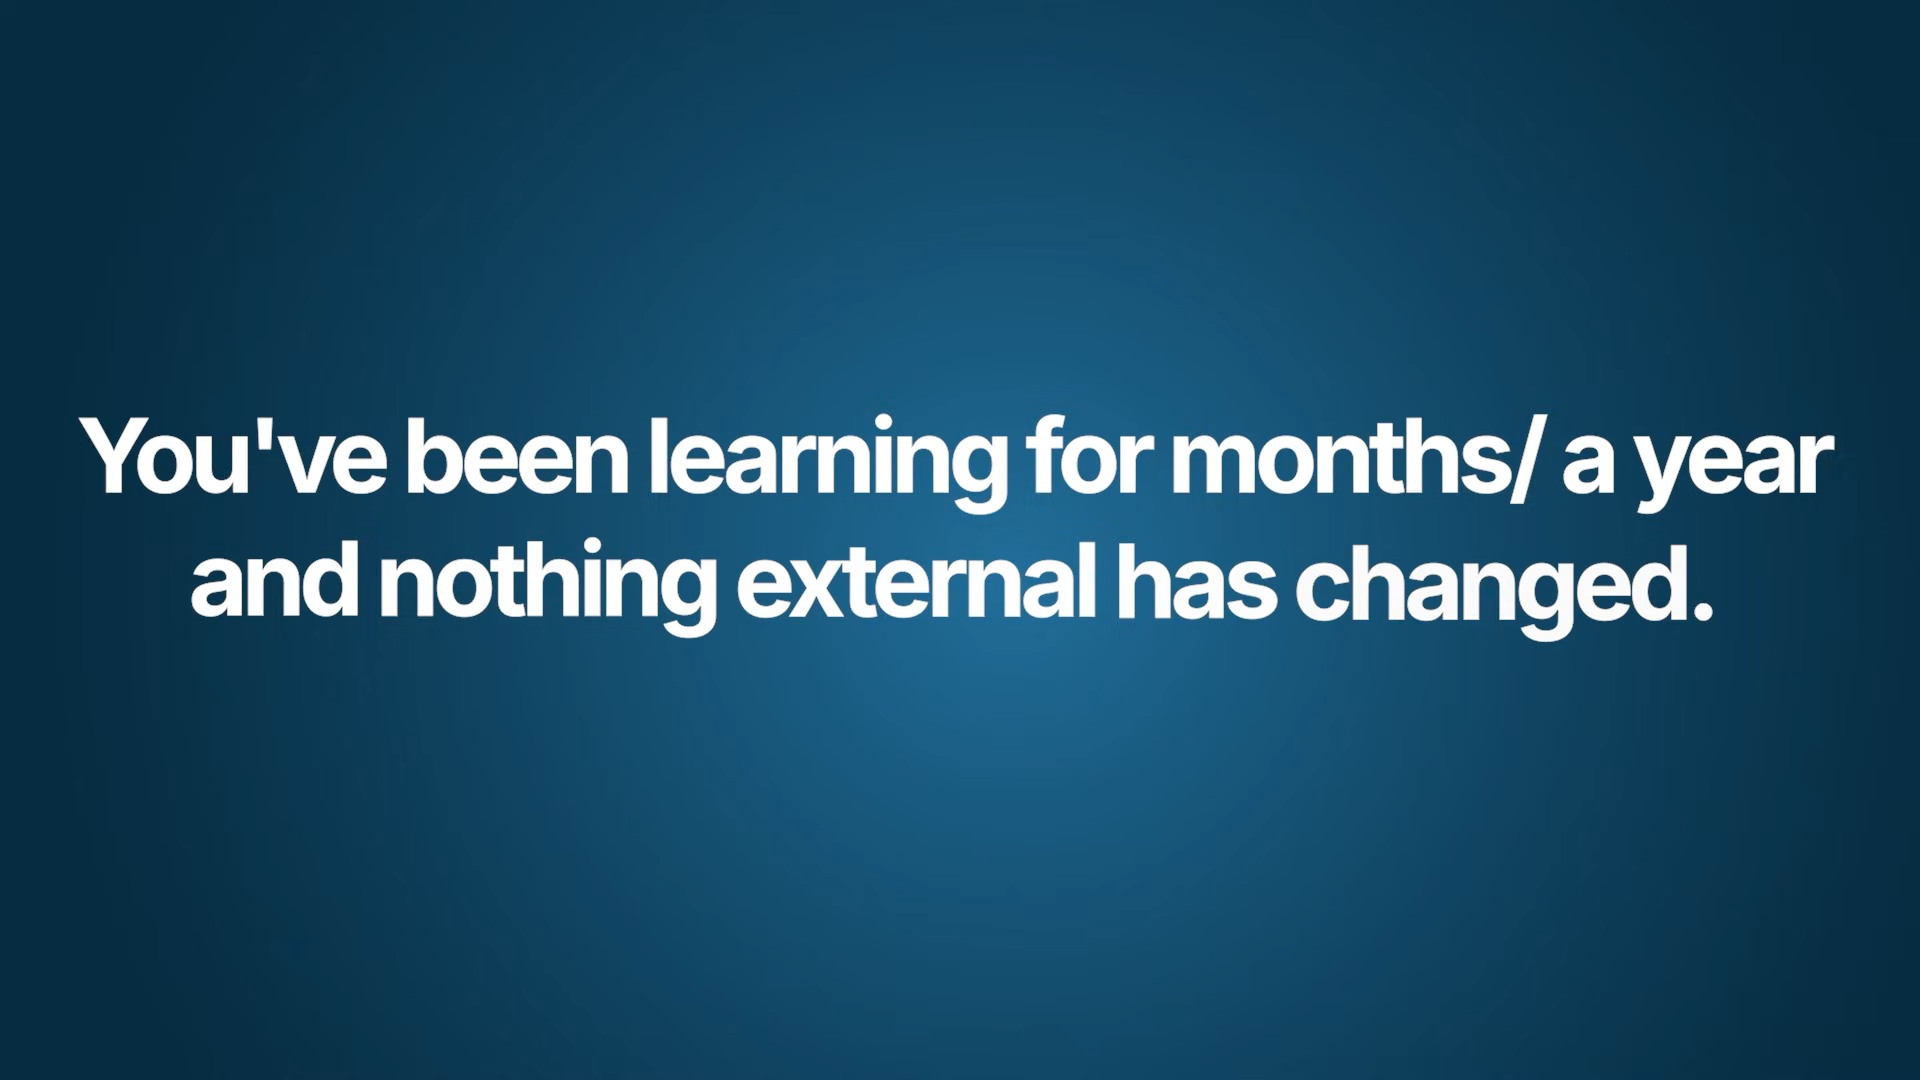 You've been learning for months/ a year
and nothing external has changed.